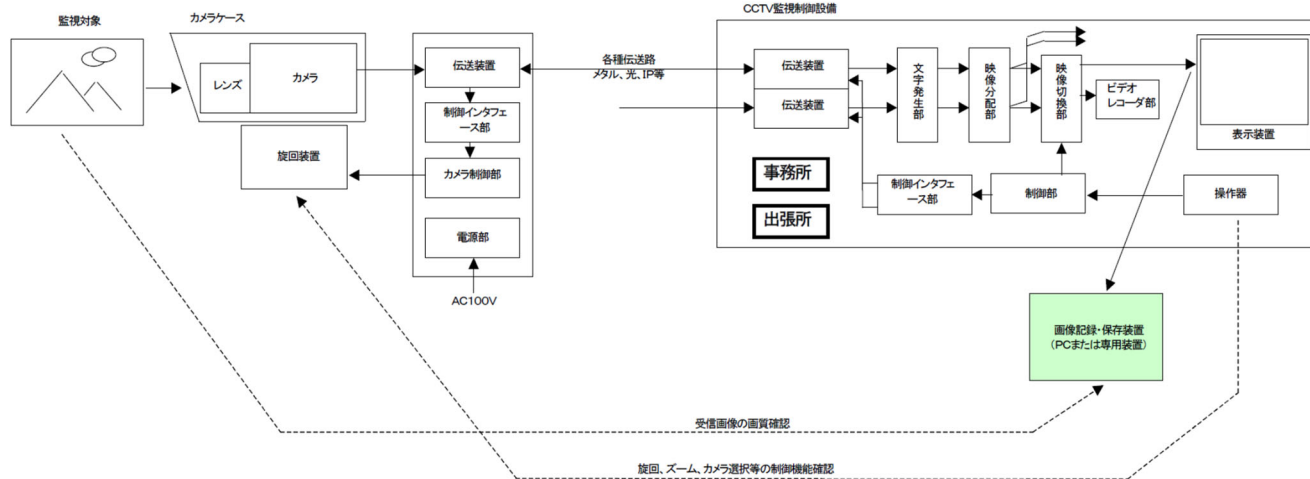 監視対象
カメラケース
CCTV監視制御設備
レンズ
カメラ
伝送装置
制御インタフェ
ース部
カメラ制御部
電源部
AC100V
旋回装置
各種伝送路
メタル、光、IP等
伝送装置
伝送装置
文字発生部
映像分配部
映像切換部
ビデオ
レコーダ部
表示装置
事務所
出張所
制御インタフェ
ース部
制御部
操作器
画像記録・保存装置
(PCまたは専用装置)
受信画像の画質確認
旋回、ズーム、カメラ選択等の制御機能確認